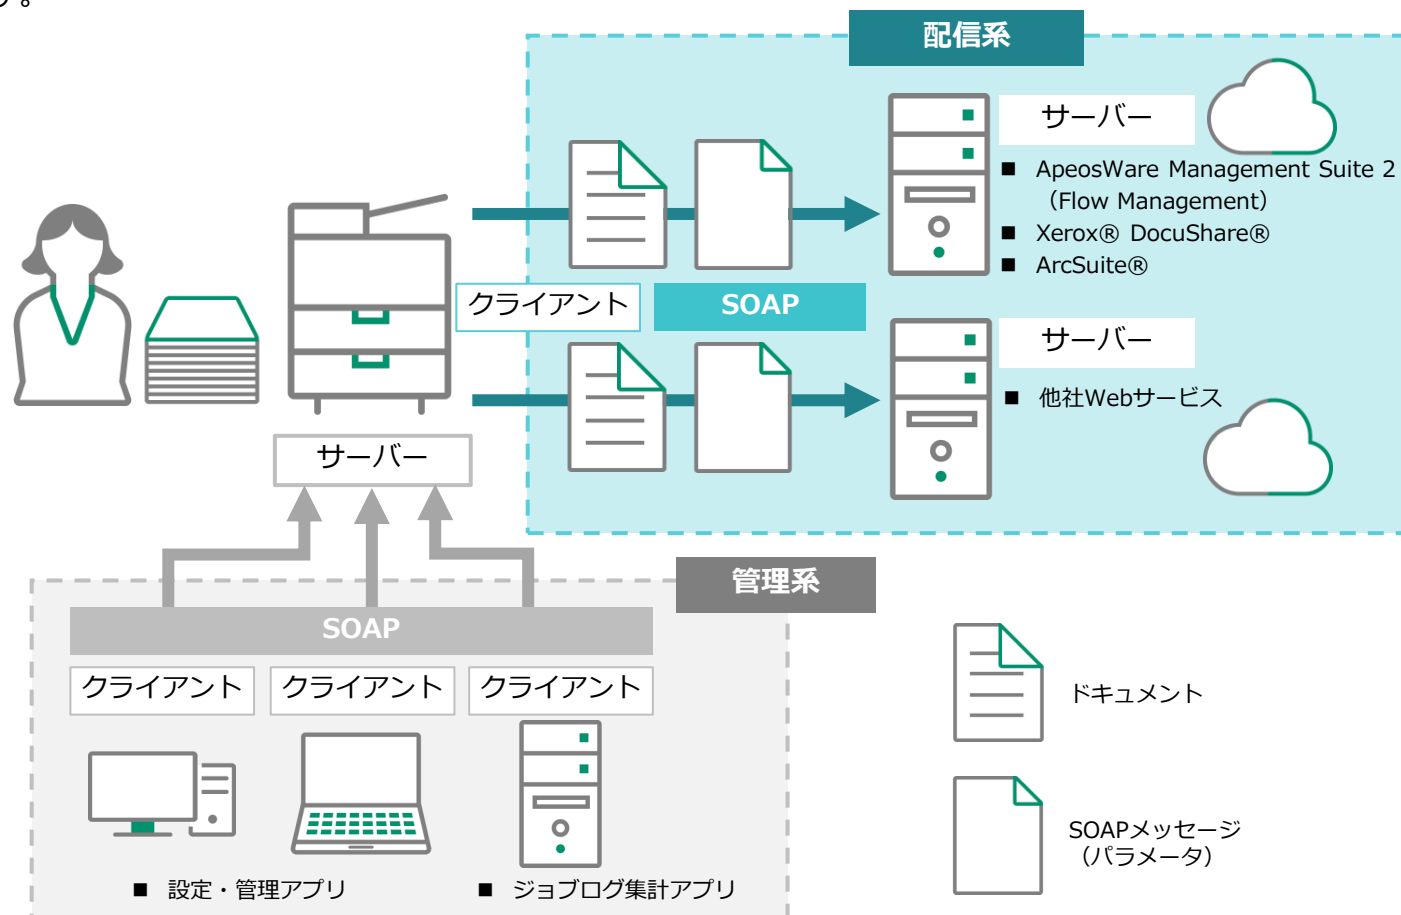 す。
配信系
サーバー
■ ApeosWare Management Suite 2
（Flow Management）
■ Xerox® DocuShare®
■ ArcSuite®
クライアント
SOAP
サーバー
■ 他社Webサービス
サーバー
管理系
SOAP
クライアント
クライアント
クライアント
■ 設定・管理アプリ
■ ジョブログ集計アプリ
ドキュメント
SOAPメッセージ
（パラメータ）